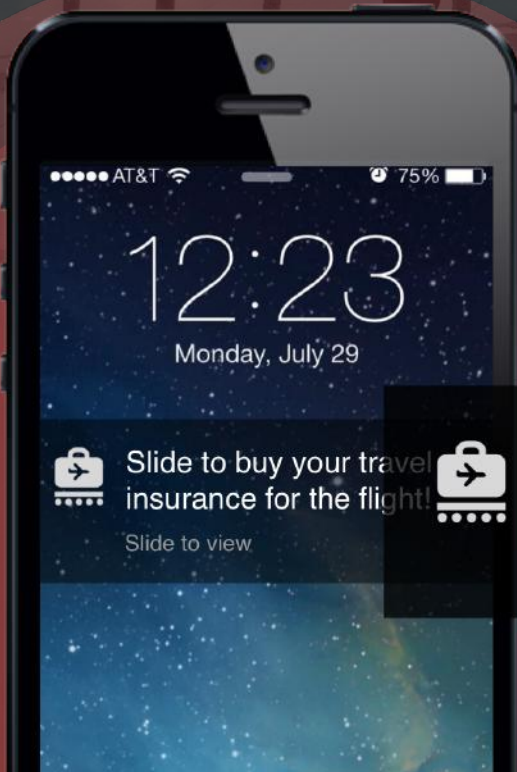 AT&T 75%
12:23
Monday, July 29
Slide to buy your travel
insurance for the flight!
Slide to view